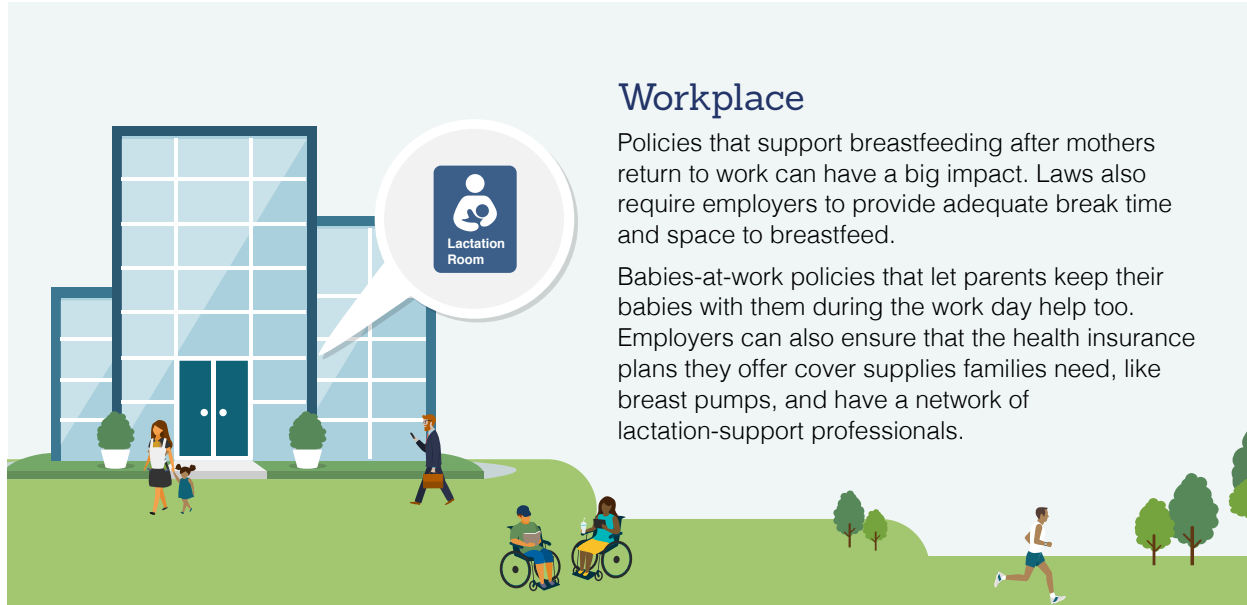 Workplace
Policies that support breastfeeding after mothers
return to work can have a big impact. Laws also
require employers to provide adequate break time
and space to breastfeed.
Babies-at-work policies that let parents keep their
babies with them during the work day help too.
Employers can also ensure that the health insurance
plans they offer cover supplies families need, like
breast pumps, and have a network of
lactation-support professionals.
Lactation
Room